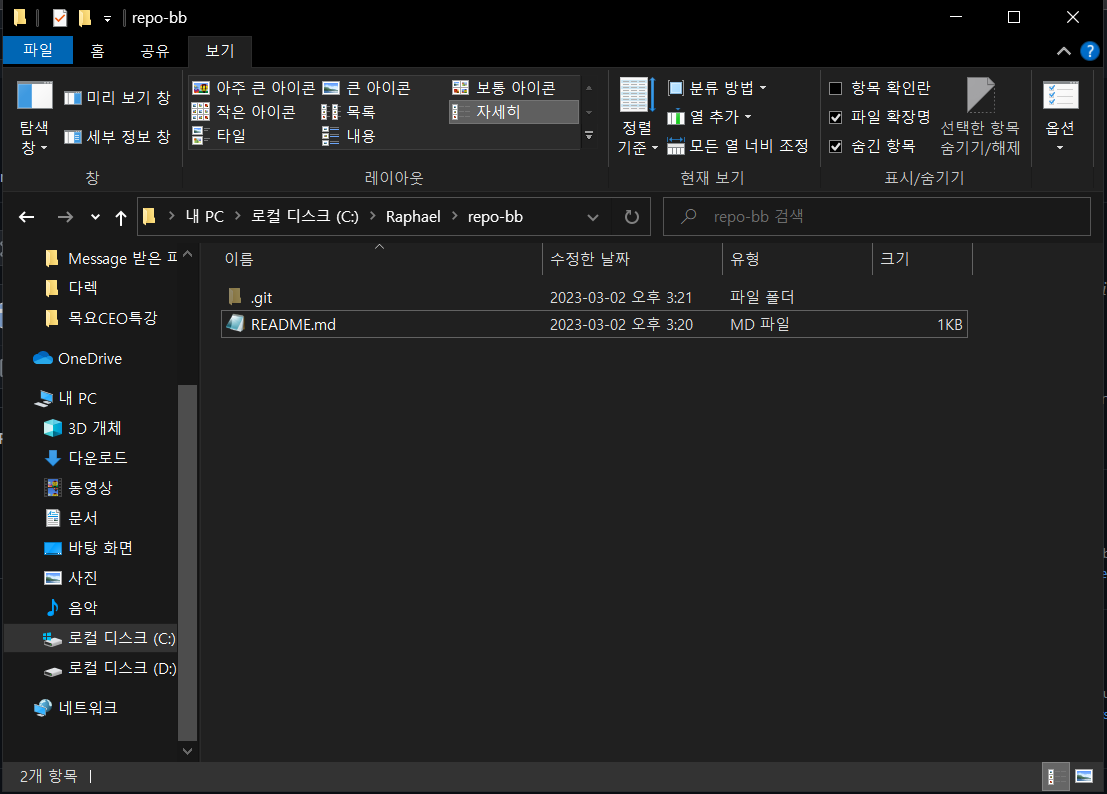 repo-bb
파일 홈 공유 보기
탐색 창
미리 보기 창
세부 정보 창
창
아주 큰 아이콘 큰 아이콘 보통 아이콘
작은 아이콘 목록 자세히
타일 내용
레이아웃
정렬 기준
분류 방법
열 추가
모든 열 너비 조정
현재 보기
항목 확인란
파일 확장명
숨긴 항목
선택한 항목
숨기기/해제
표시/숨기기
옵션
내 PC 로컬 디스크 (C:) Raphael repo-bb
repo-bb 검색
Message 받은
다렉
목요CEO특강
OneDrive
내 PC
3D 개체
다운로드
동영상
문서
바탕 화면
사진
음악
로컬 디스크 (C:)
로컬 디스크 (D:)
네트워크
이름 수정한 날짜 유형 크기
.git 2023-03-02 오후 3:21 파일 폴더
README.md 2023-03-02 오후 3:20 MD 파일 1KB
2개 항목